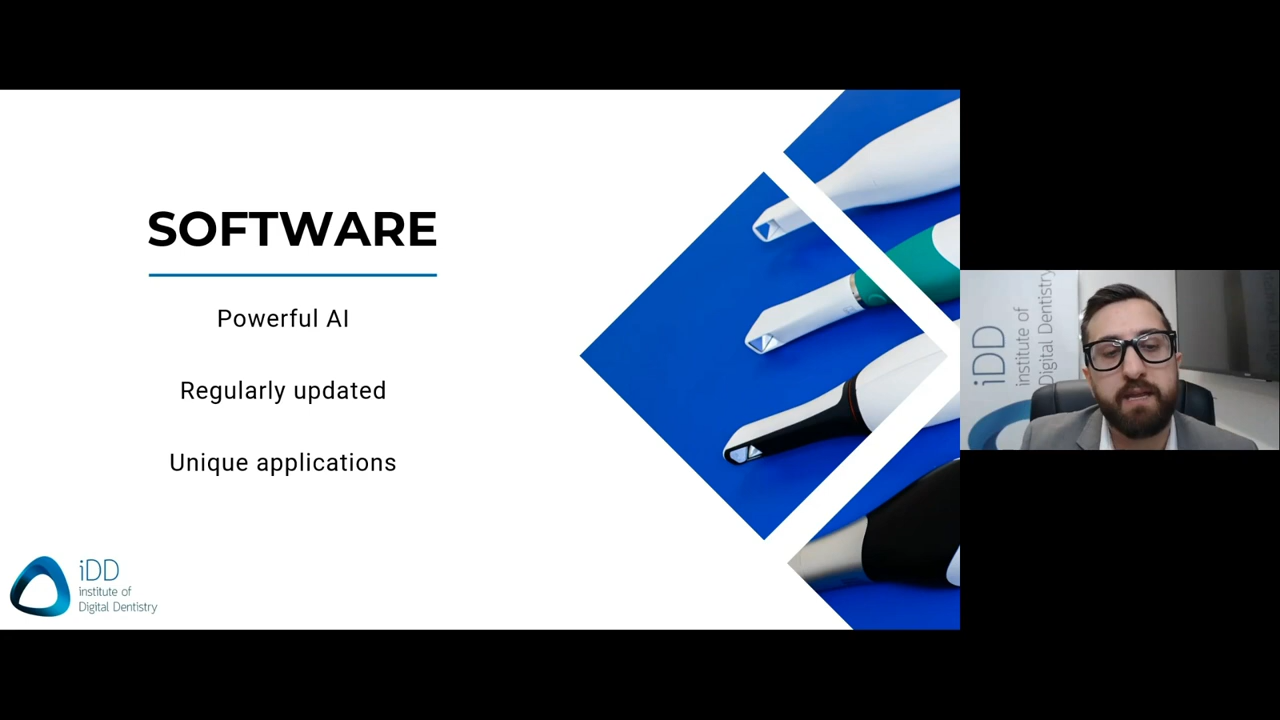 SOFTWARE
Powerful AI
Regularly updated
Unique applications
iDD
institute of
Digital Dentistry
iDD
institute of
Digital Dentistry